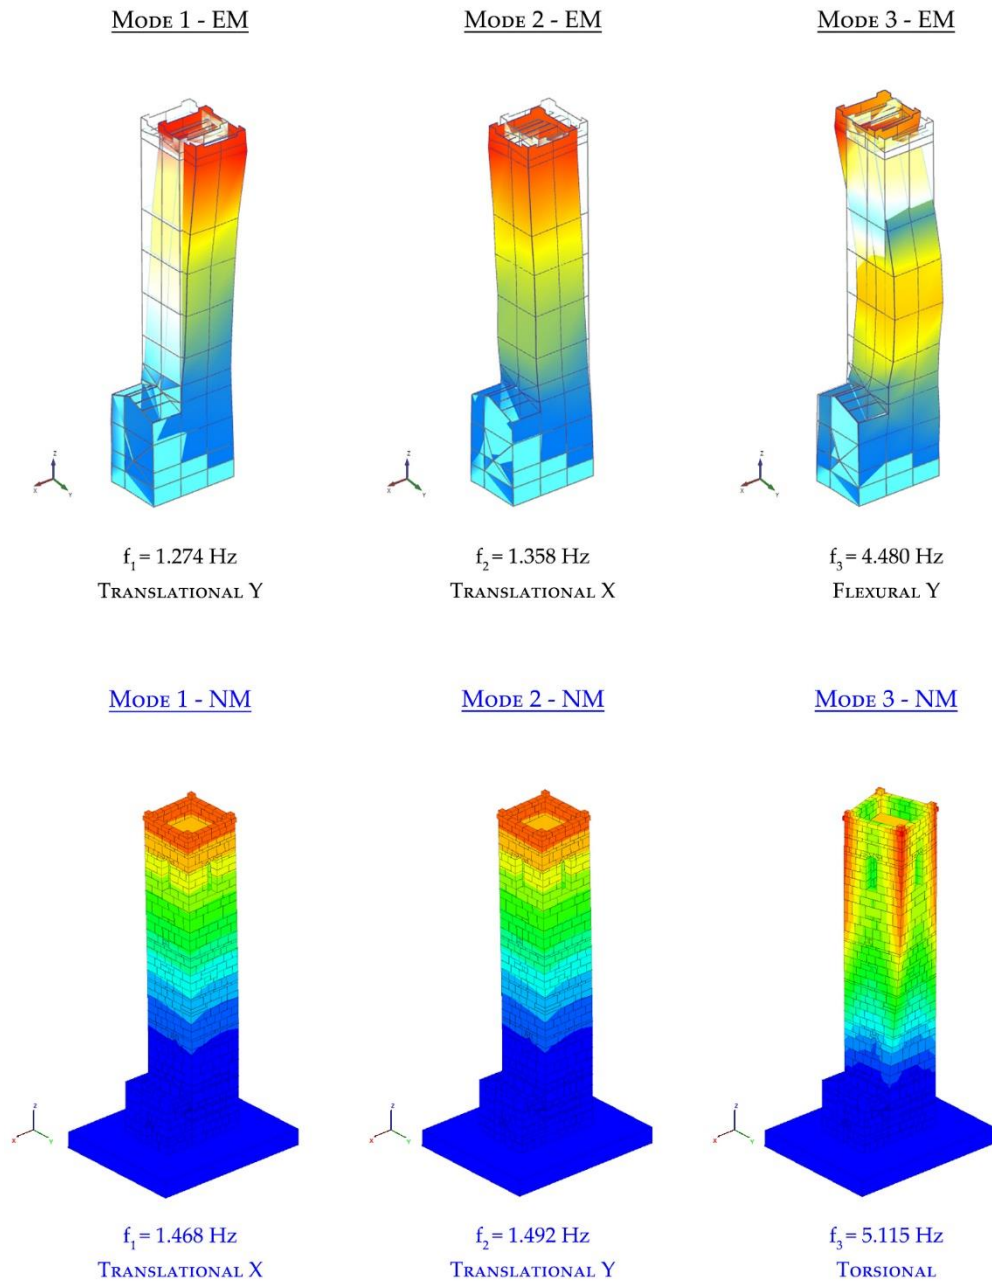 Mode 1 - EM
Mode 2 - EM
Mode 3 - EM
z
x
y
z
x
y
z
x
y
f₁ = 1.274 Hz
f₂ = 1.358 Hz
f₃ = 4.480 Hz
Translational Y
Translational X
Flexural Y
Mode 1 - NM
Mode 2 - NM
Mode 3 - NM
Z
X
Y
Z
X
Y
Z
X
Y
f₁ = 1.468 Hz
f₂ = 1.492 Hz
f₃ = 5.115 Hz
Translational X
Translational Y
Torsional